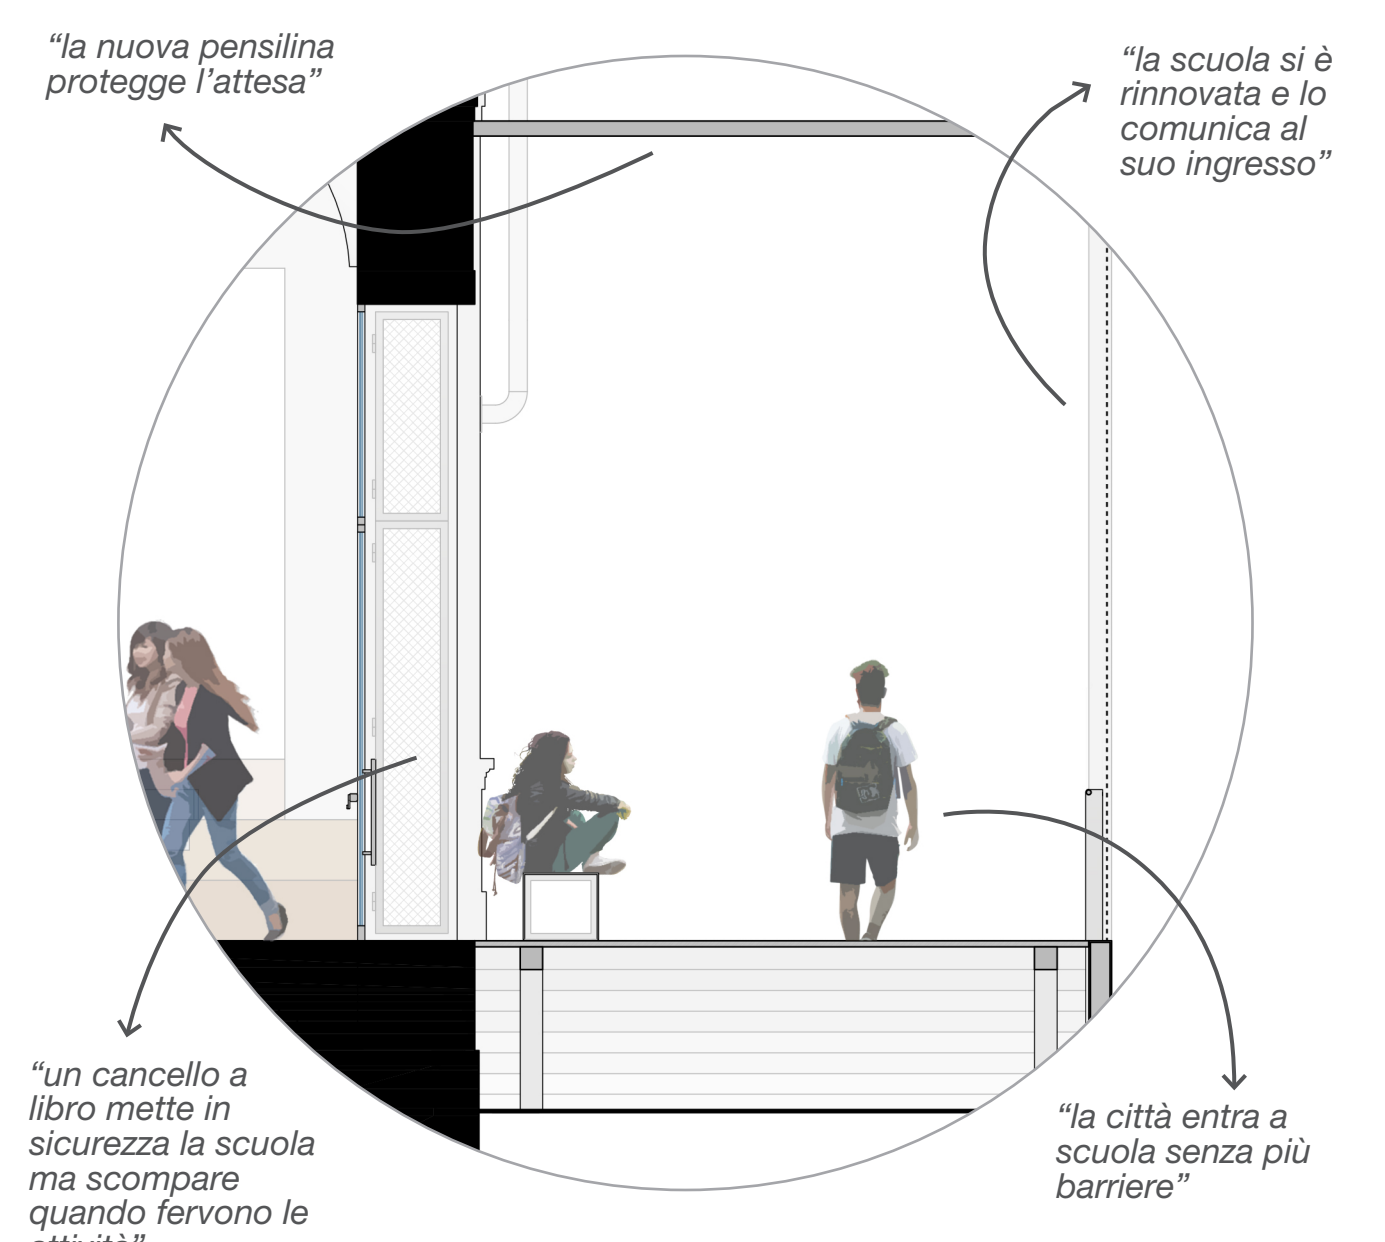 “la nuova pensilina
protegge l’attesa”
“la scuola si è
rinnovata e lo
comunica al
suo ingresso”
“un cancello a
libro mette in
sicurezza la scuola
ma scompare
quando fervono le
attività”
“la città entra a
scuola senza più
barriere”